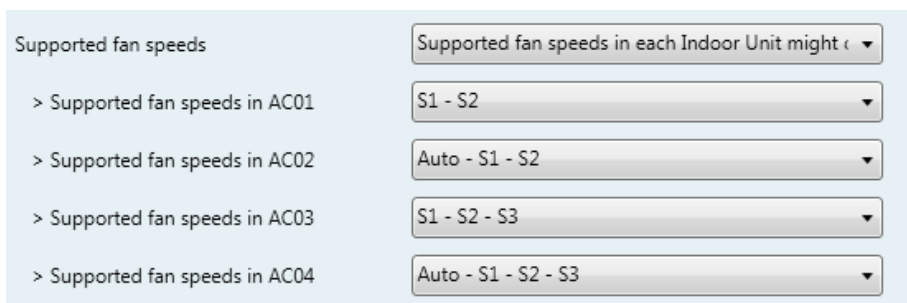 Supported fan speeds
Supported fan speeds in each Indoor Unit might
> Supported fan speeds in AC01
S1 - S2
> Supported fan speeds in AC02
Auto - S1 - S2
> Supported fan speeds in AC03
S1 - S2 - S3
> Supported fan speeds in AC04
Auto - S1 - S2 - S3